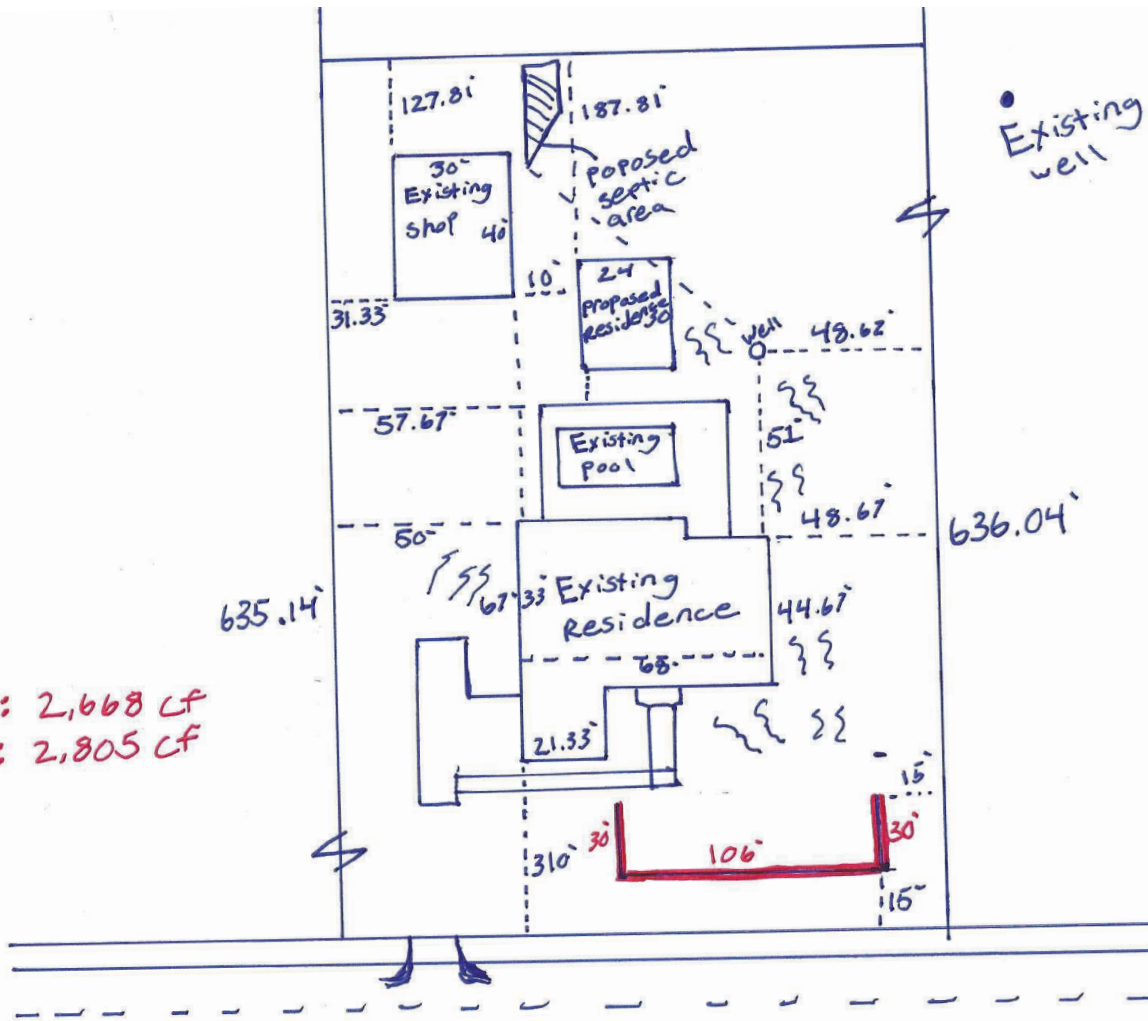 127.81'
187.81'
Existing
well
poposed
septic
area
30'
Existing
shop 40'
10'
31.33'
24'
proposed
Residence
30
well
48.62'
57.67'
51'
Existing
pool
48.67'
50'
636.04'
67.33'
Existing
Residence
44.67'
635.14'
68'
: 2,668 cf
: 2,805 cf
21.33'
15'
30'
106'
30'
310'
15'